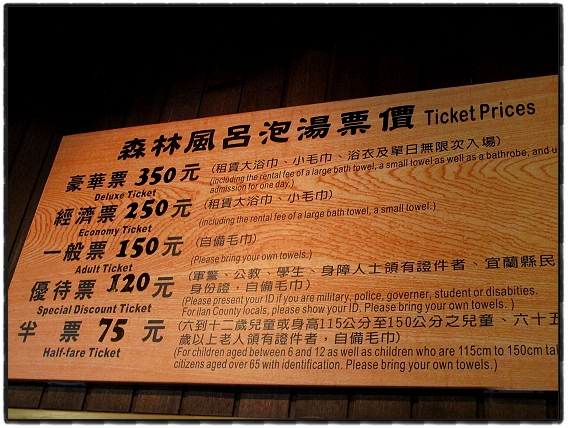 森林風呂泡湯票價 Ticket Prices
豪華票 350元 (租賃大浴巾、小毛巾、浴衣及單日無限次入場)
Deluxe Ticket (including the rental fee of a large bath towel, a small towel as well as a bathrobe, and u
admission for one day.)
經濟票 250元 (租賃大浴巾、小毛巾)
Economy Ticket (including the rental fee of a large bath towel, a small towel.)
一般票 150元 (自備毛巾)
Adult Ticket (Please bring your own towels.)
優待票 120元 (軍警、公教、學生、身障人士領有證件者、宜蘭縣民
身份證，自備毛巾)
Special Discount Ticket (Please present your ID if you are military, police, governer, student or disabities.
For Ilan County locals, please show your ID. Please bring your own towels. )
半票 75元 (六到十二歲兒童或身高115公分至150公分之兒童、六十五
歲以上老人領有證件者，自備毛巾)
Half-fare Ticket (For children aged between 6 and 12 as well as children who are 115cm to 150cm tal
citizens aged over 65 with identification. Please bring your own towels. )